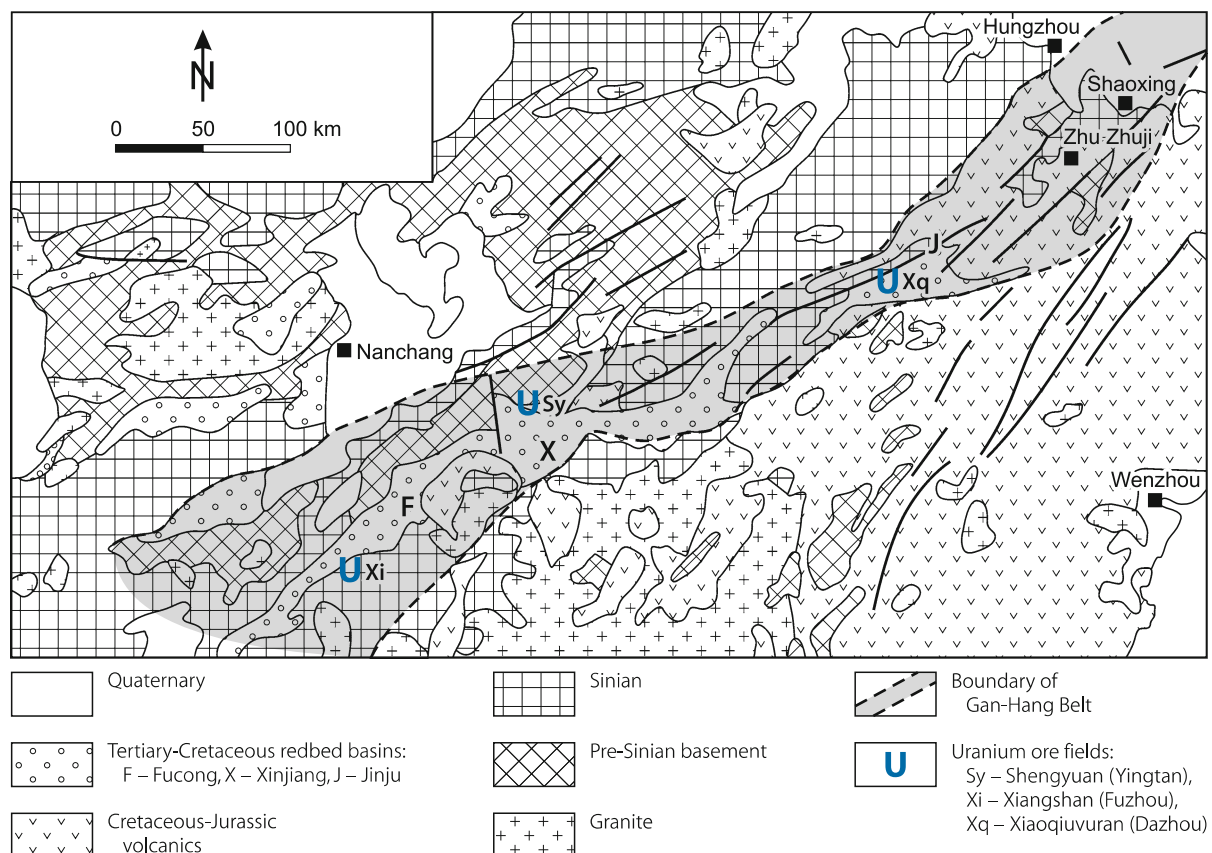 Hungzhou
N
Shaoxing
0 50 100 km
Zhu Zhuji
J
U Xq
Nanchang
U Sy
X
Wenzhou
F
U Xi
Quaternary
Tertiary-Cretaceous redbed basins:
F – Fucong, X – Xinjiang, J – Jinju
Cretaceous-Jurassic
volcanics
Sinian
Pre-Sinian basement
Granite
Boundary of
Gan-Hang Belt
U
Uranium ore fields:
Sy – Shengyuan (Yingtan),
Xi – Xiangshan (Fuzhou),
Xq – Xiaoqiuvuran (Dazhou)